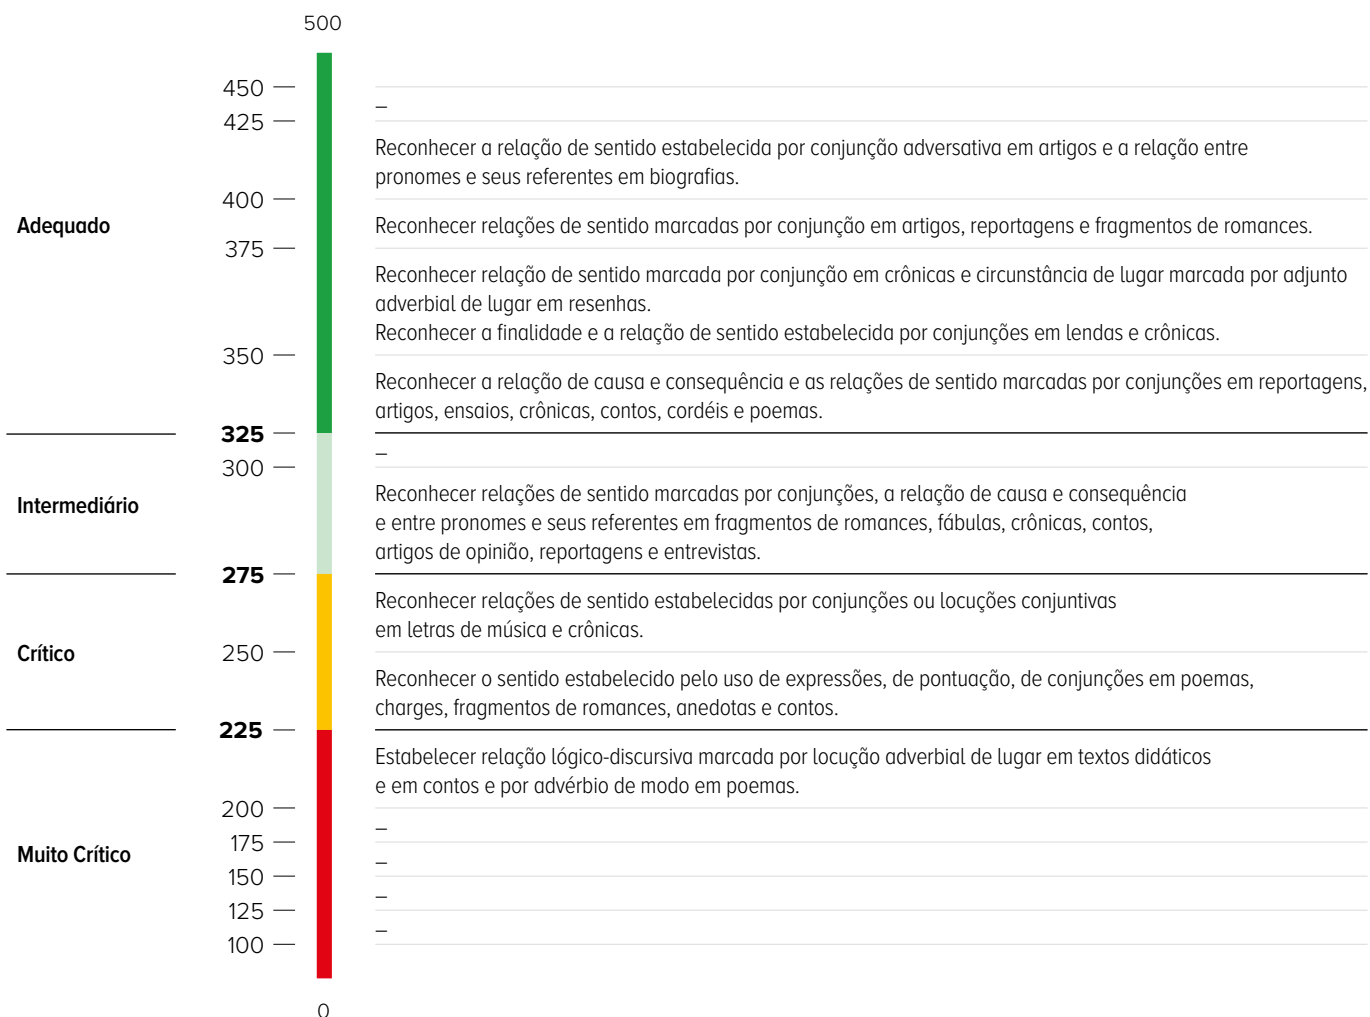 500
450
–
425
Reconhecer a relação de sentido estabelecida por conjunção adversativa em artigos e a relação entre
pronomes e seus referentes em biografias.
400
Adequado
Reconhecer relações de sentido marcadas por conjunção em artigos, reportagens e fragmentos de romances.
375
Reconhecer relação de sentido marcada por conjunção em crônicas e circunstância de lugar marcada por adjunto
adverbial de lugar em resenhas.
Reconhecer a finalidade e a relação de sentido estabelecida por conjunções em lendas e crônicas.
350
Reconhecer a relação de causa e consequência e as relações de sentido marcadas por conjunções em reportagens,
artigos, ensaios, crônicas, contos, cordéis e poemas.
325
–
300
Intermediário
Reconhecer relações de sentido marcadas por conjunções, a relação de causa e consequência
e entre pronomes e seus referentes em fragmentos de romances, fábulas, crônicas, contos,
artigos de opinião, reportagens e entrevistas.
275
Reconhecer relações de sentido estabelecidas por conjunções ou locuções conjuntivas
em letras de música e crônicas.
Crítico
250
Reconhecer o sentido estabelecido pelo uso de expressões, de pontuação, de conjunções em poemas,
charges, fragmentos de romances, anedotas e contos.
225
Estabelecer relação lógico-discursiva marcada por locução adverbial de lugar em textos didáticos
e em contos e por advérbio de modo em poemas.
200
–
175
Muito Crítico
–
150
–
125
–
100
0